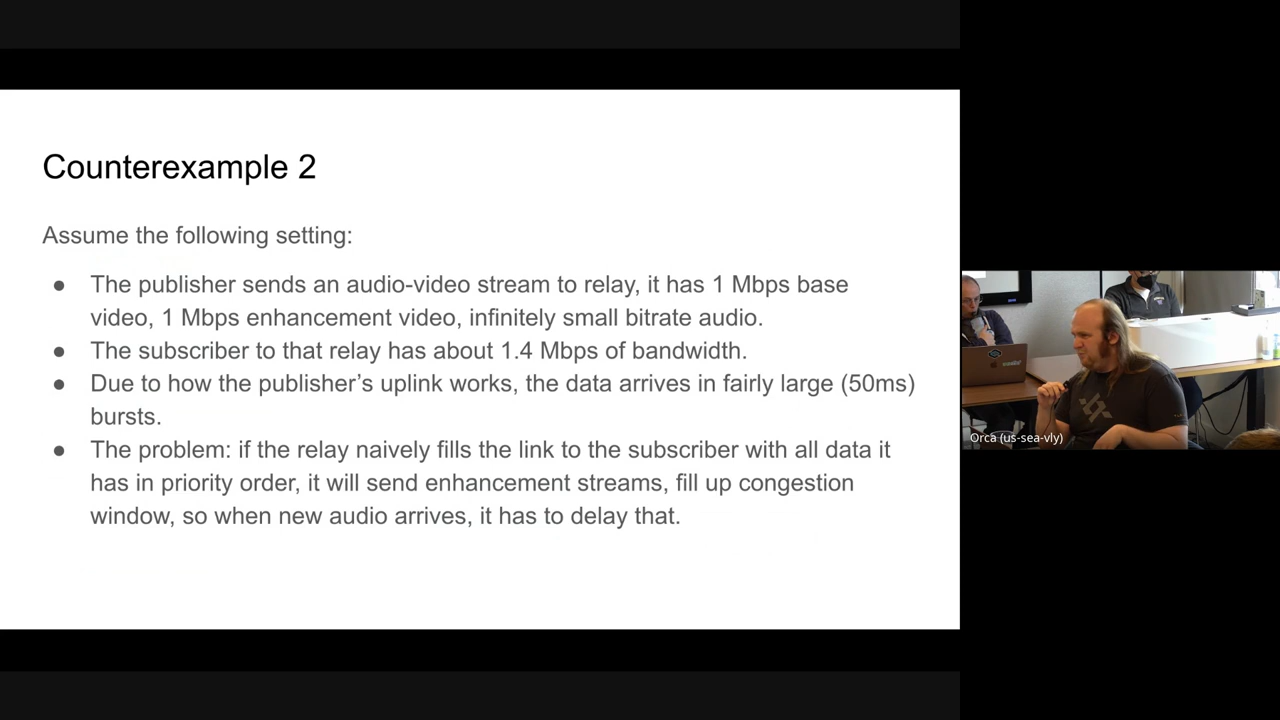 Counterexample 2
Assume the following setting:
● The publisher sends an audio-video stream to relay, it has 1 Mbps base
video, 1 Mbps enhancement video, infinitely small bitrate audio.
● The subscriber to that relay has about 1.4 Mbps of bandwidth.
● Due to how the publisher’s uplink works, the data arrives in fairly large (50ms)
bursts.
● The problem: if the relay naively fills the link to the subscriber with all data it
has in priority order, it will send enhancement streams, fill up congestion
window, so when new audio arrives, it has to delay that.
Orca (us-sea-vly)